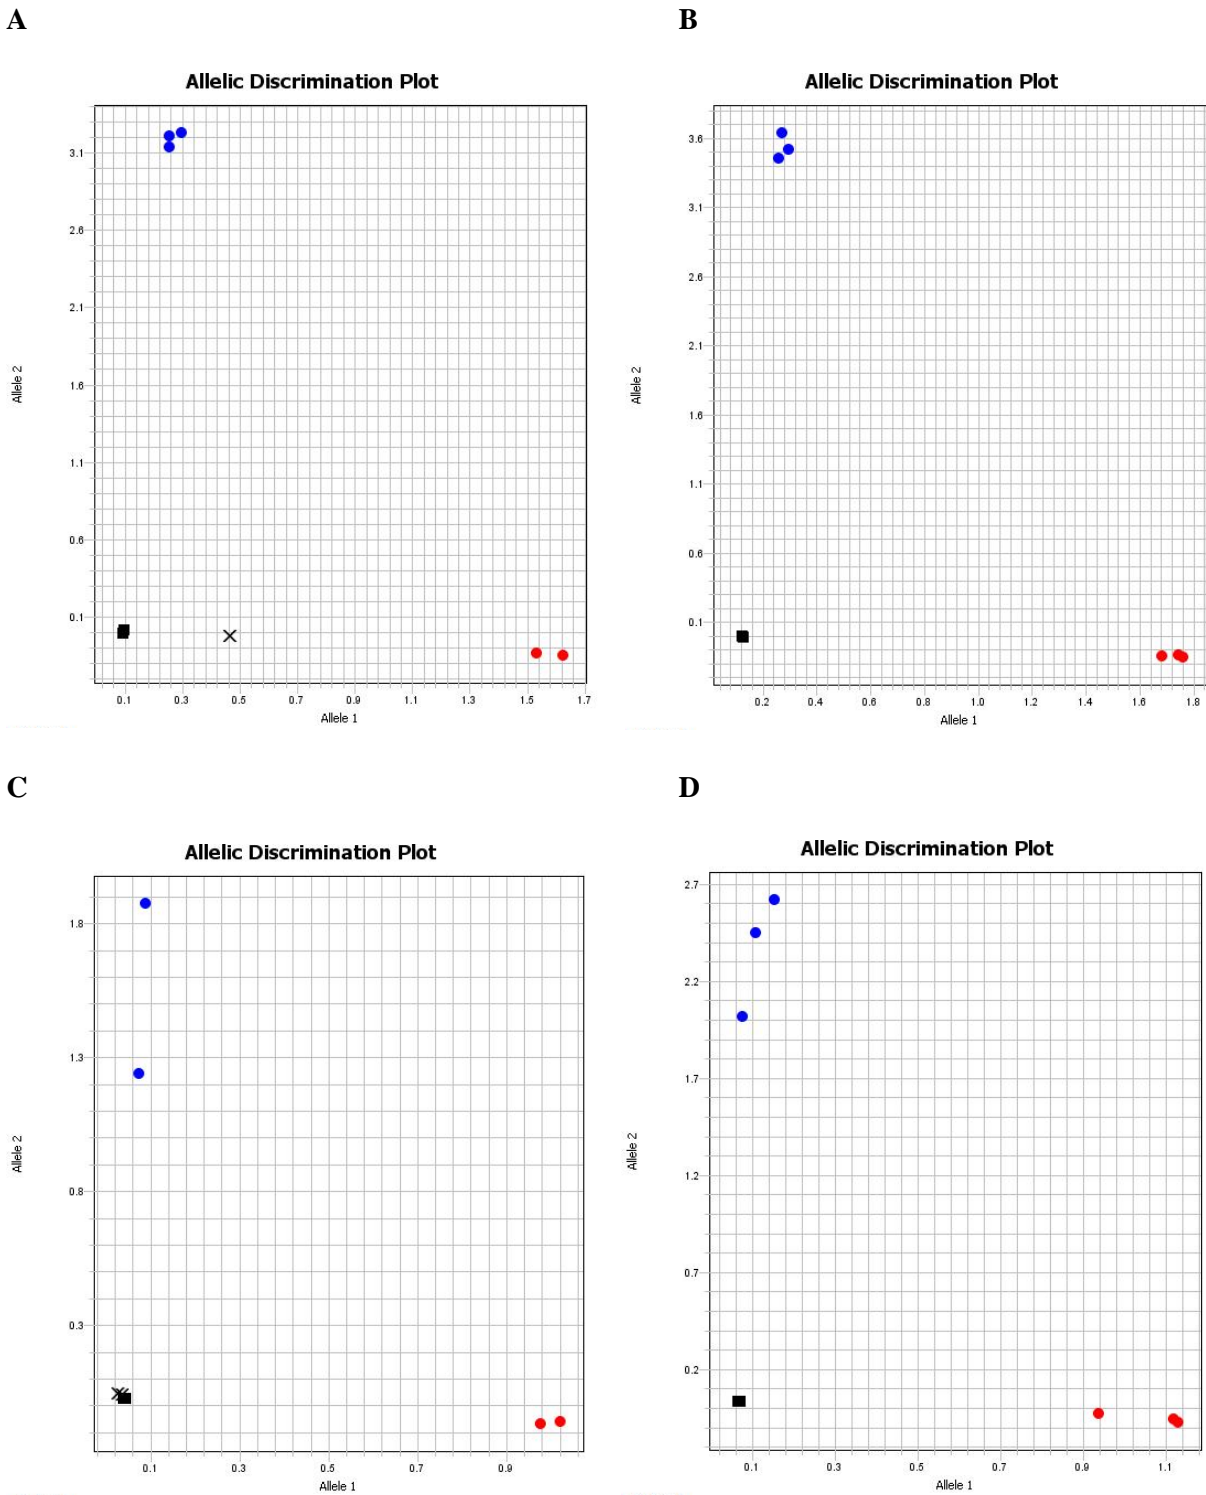 A
B
Allelic Discrimination Plot
Allelic Discrimination Plot
3.1
2.6
2.1
1.6
1.1
0.6
0.1
Allele 2
0.1 0.3 0.5 0.7 0.9 1.1 1.3 1.5 1.7
Allele 1
3.6
3.1
2.6
2.1
1.6
1.1
0.6
0.1
Allele 2
0.2 0.4 0.6 0.8 1.0 1.2 1.4 1.6 1.8
Allele 1
C
D
Allelic Discrimination Plot
Allelic Discrimination Plot
1.8
1.3
0.8
0.3
Allele 2
0.1 0.3 0.5 0.7 0.9
Allele 1
2.7
2.2
1.7
1.2
0.7
0.2
Allele 2
0.1 0.3 0.5 0.7 0.9 1.1
Allele 1